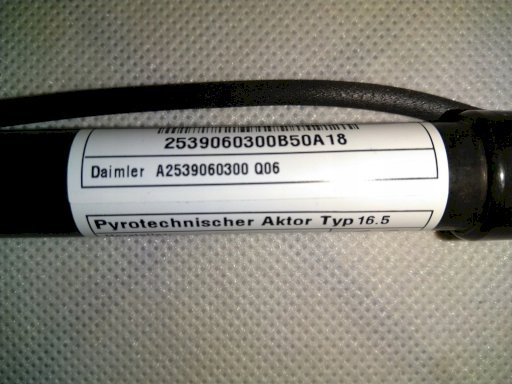 2539060300B50A18
Daimler A2539060300 Q06
Pyrotechnischer Aktor Typ 16.5